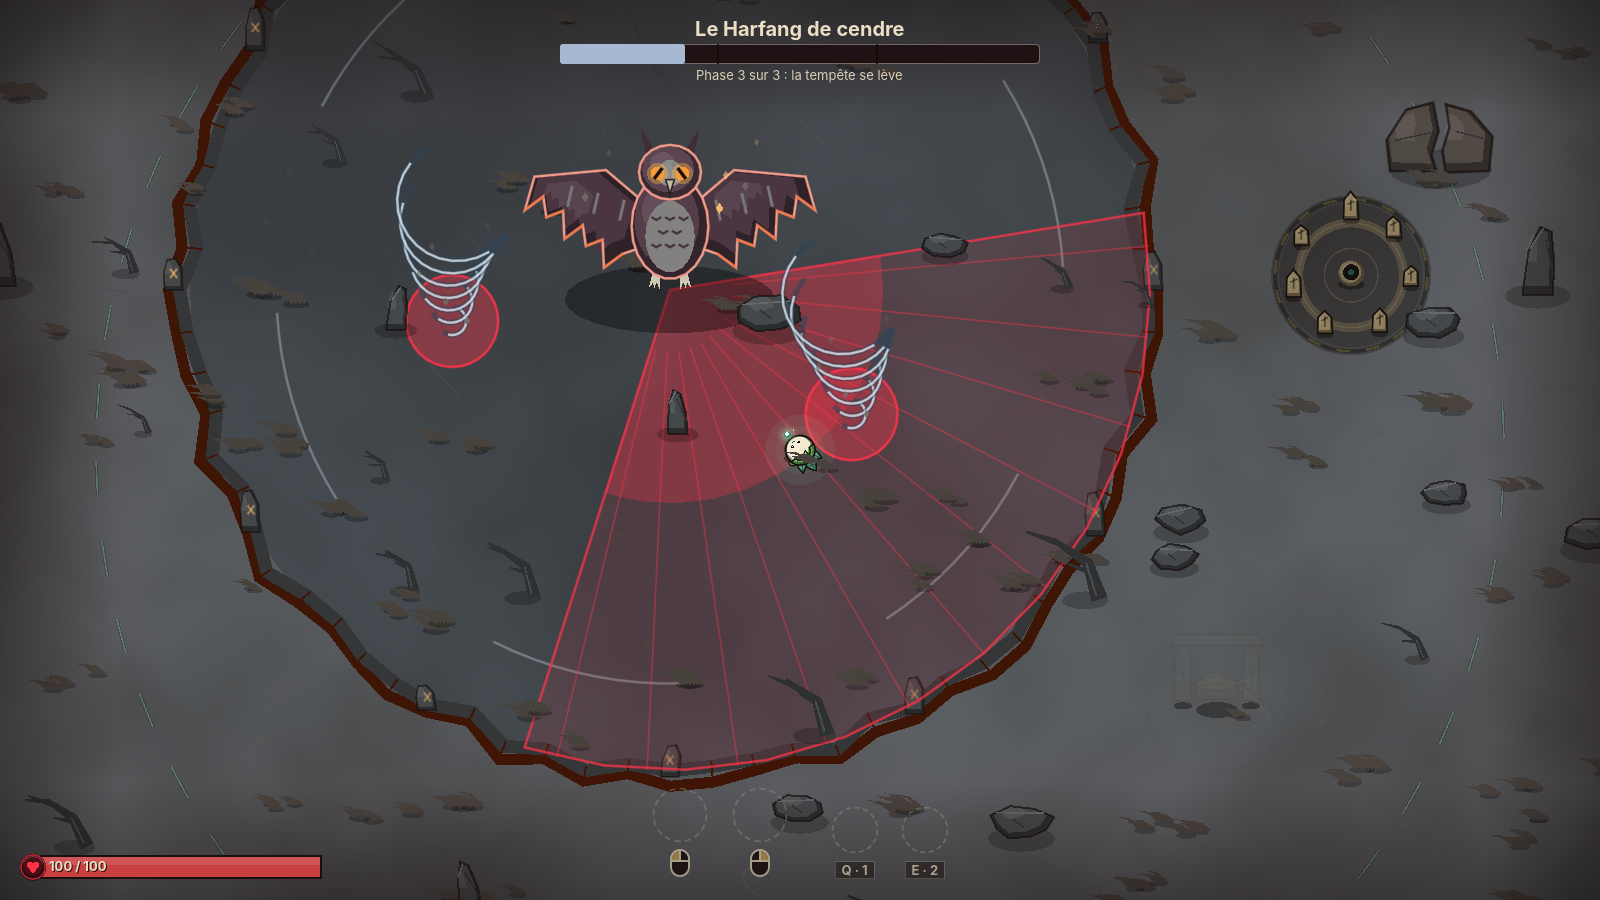 Le Harfang de cendre
Phase 3 sur 3 : la tempête se lève
100 / 100
Q · 1
E · 2